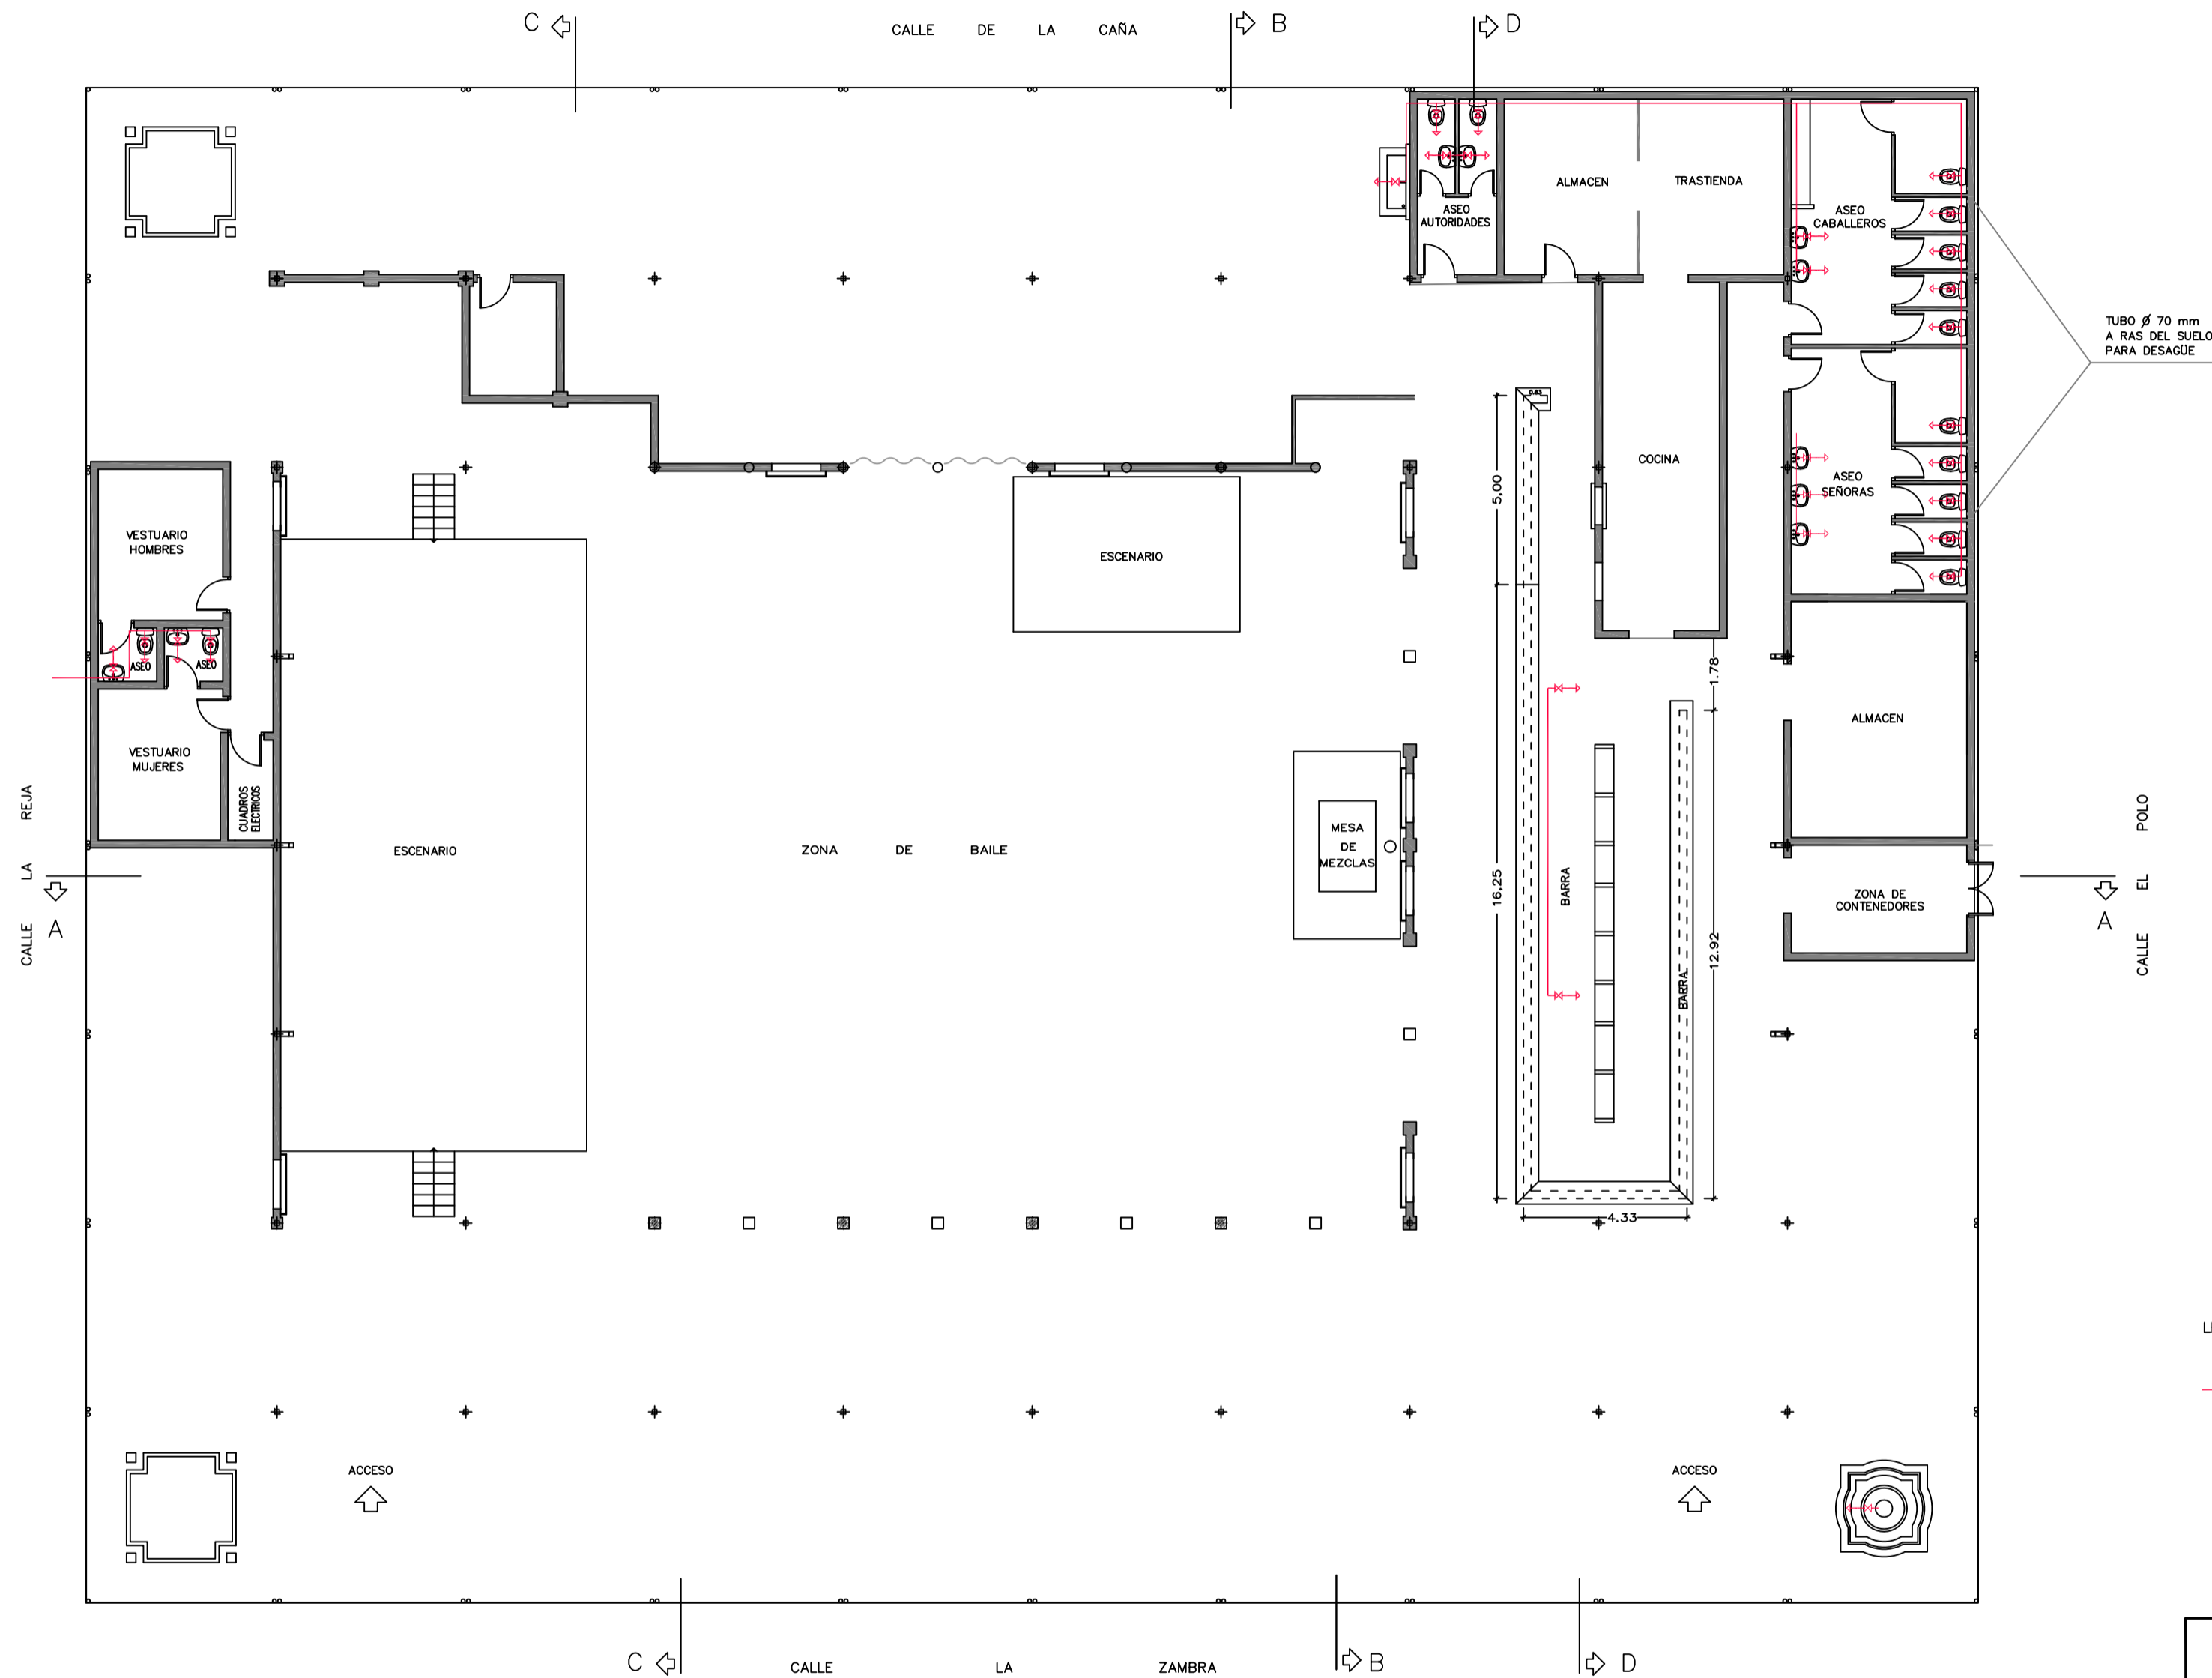 C
CALLE DE LA CAÑA
B
D
ALMACEN
TRASTIENDA
ASEO
AUTORIDADES
ASEO
CABALLEROS
TUBO Ø 70 mm
A RAS DEL SUELO
PARA DESAGÜE
0.63
COCINA
ASEO
SEÑORAS
5,00
VESTUARIO
HOMBRES
ESCENARIO
ASEO
ASEO
1.78
VESTUARIO
MUJERES
ALMACEN
CUADROS
ELECTRICOS
CALLE LA REJA
A
ESCENARIO
ZONA DE BAILE
MESA
DE
MEZCLAS
16,25
BARRA
BARRA
12.92
ZONA DE
CONTENEDORES
CALLE EL POLO
A
4.33
ACCESO
ACCESO
C
CALLE LA ZAMBRA
B
D